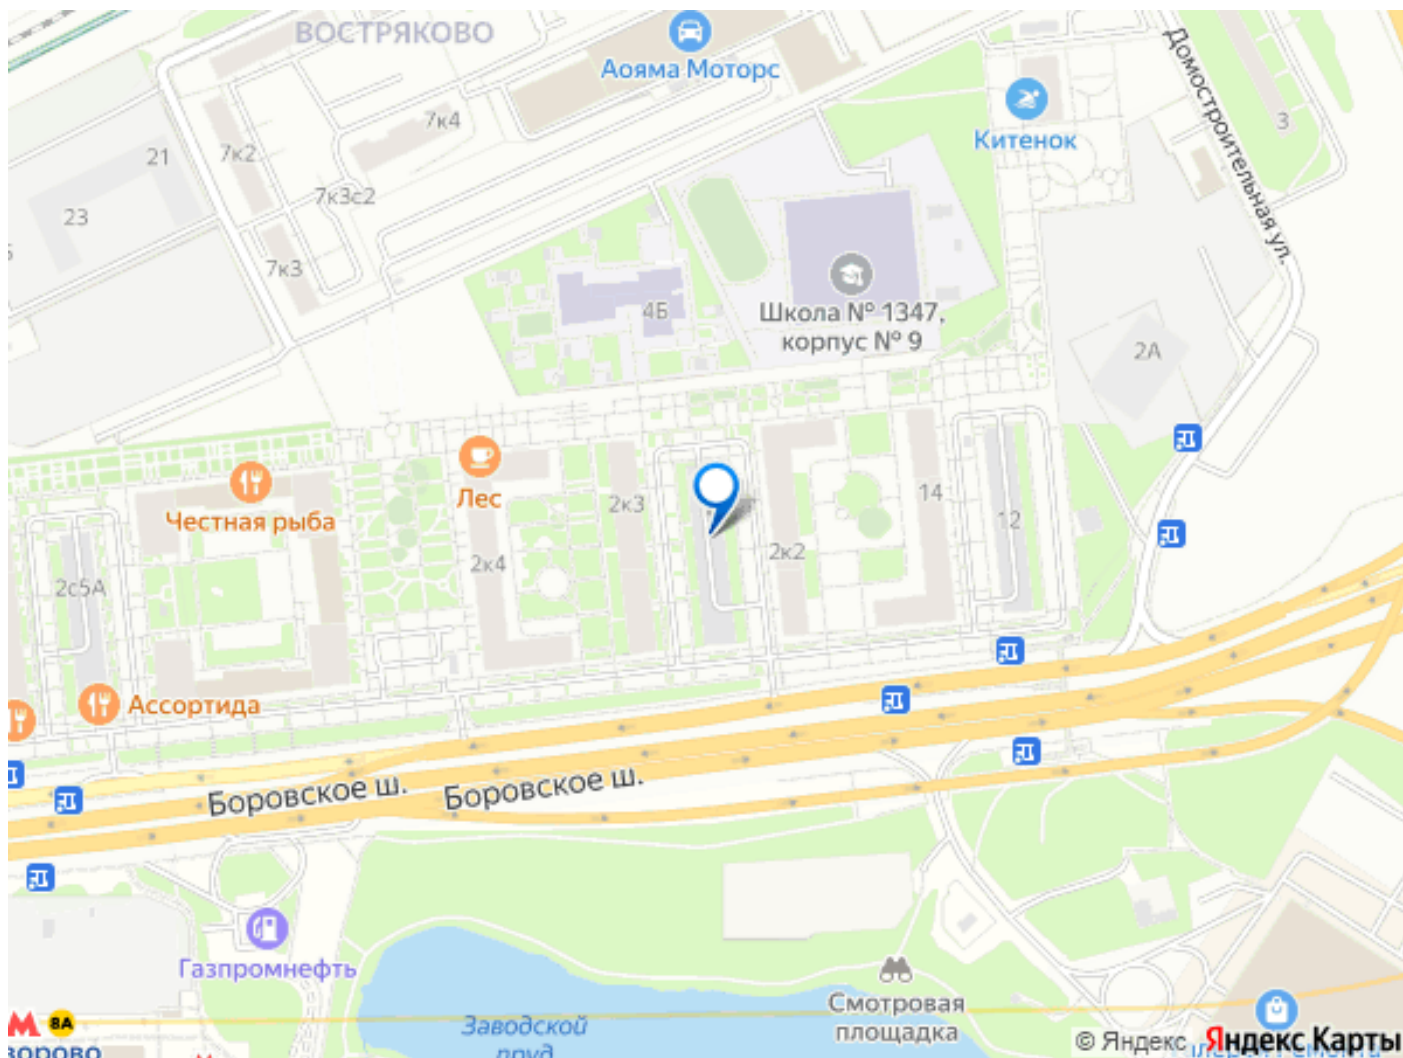 ВОСТРЯКОВО
Аояма Моторс
Домостроительная ул.
3
Китенок
7к4
21
7к2
7к3с2
23
7к3
Школа № 1347,
корпус № 9
4Б
2А
Лес
Честная рыба
2к3
14
12
2к2
2к4
2с5А
Ассортида
Боровское ш.
Боровское ш.
Газпромнефть
Смотровая
площадка
8А
Заводской
пруд
© Яндекс Яндекс Карты